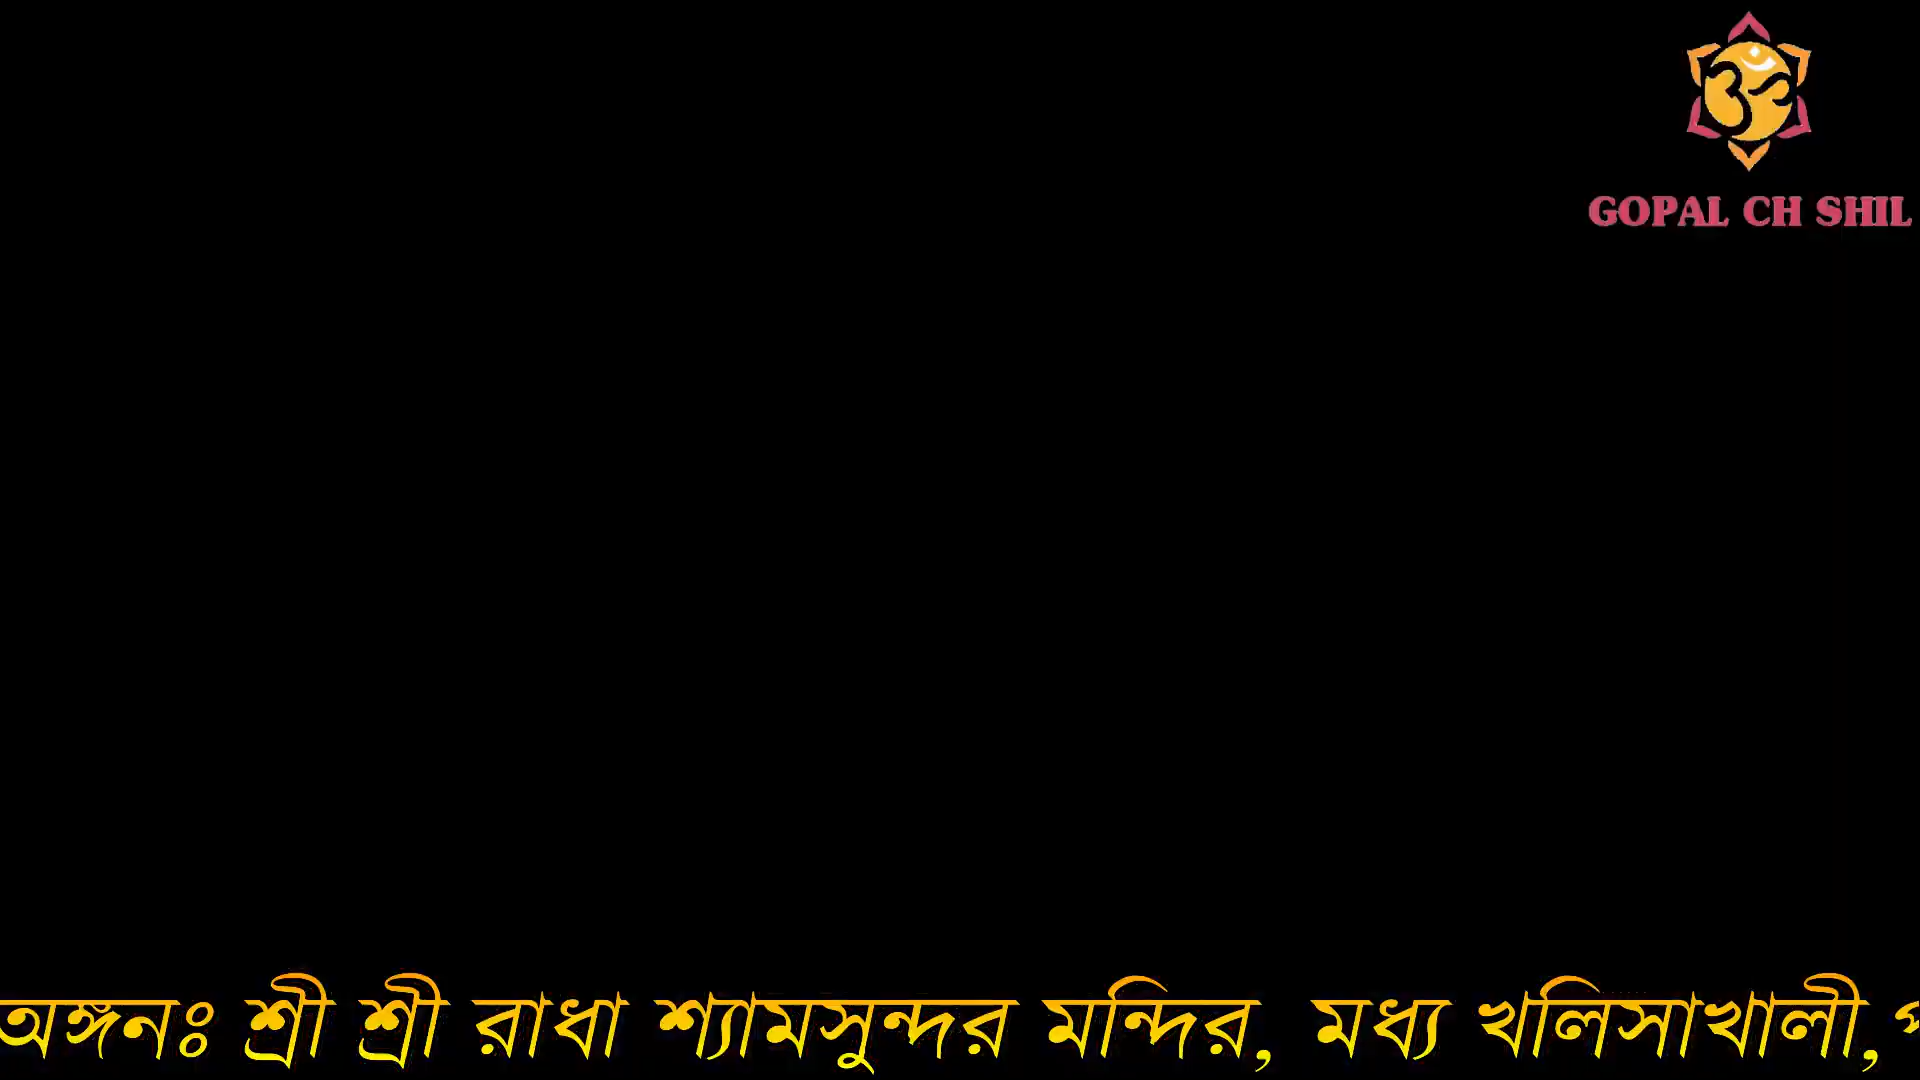 GOPAL CH SHIL
অঙ্গনঃ শ্রী শ্রী রাধা শ্যামসুন্দর মন্দির, মধ্য খলিসাখালী,